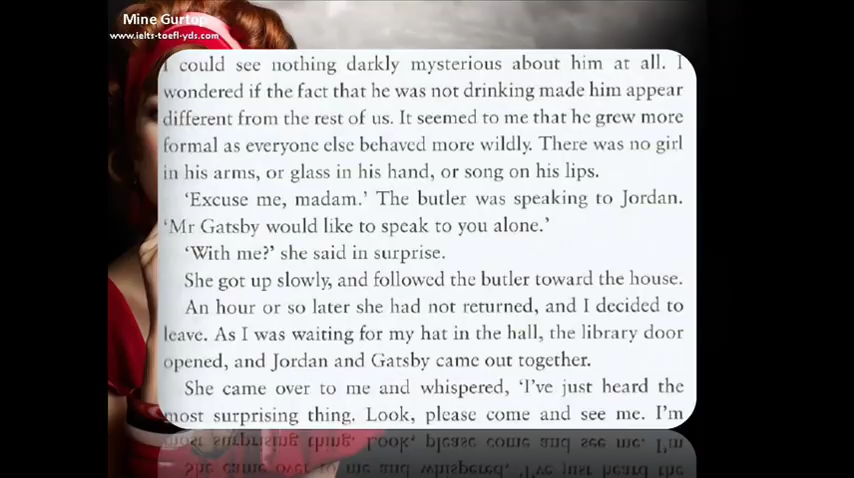 Mine Gurtop
www.ielts-toefl-yds.com
I could see nothing darkly mysterious about him at all. I
wondered if the fact that he was not drinking made him appear
different from the rest of us. It seemed to me that he grew more
formal as everyone else behaved more wildly. There was no girl
in his arms, or glass in his hand, or song on his lips.
‘Excuse me, madam.’ The butler was speaking to Jordan.
‘Mr Gatsby would like to speak to you alone.’
‘With me?’ she said in surprise.
She got up slowly, and followed the butler toward the house.
An hour or so later she had not returned, and I decided to
leave. As I was waiting for my hat in the hall, the library door
opened, and Jordan and Gatsby came out together.
She came over to me and whispered, ‘I’ve just heard the
most surprising thing. Look, please come and see me. I’m